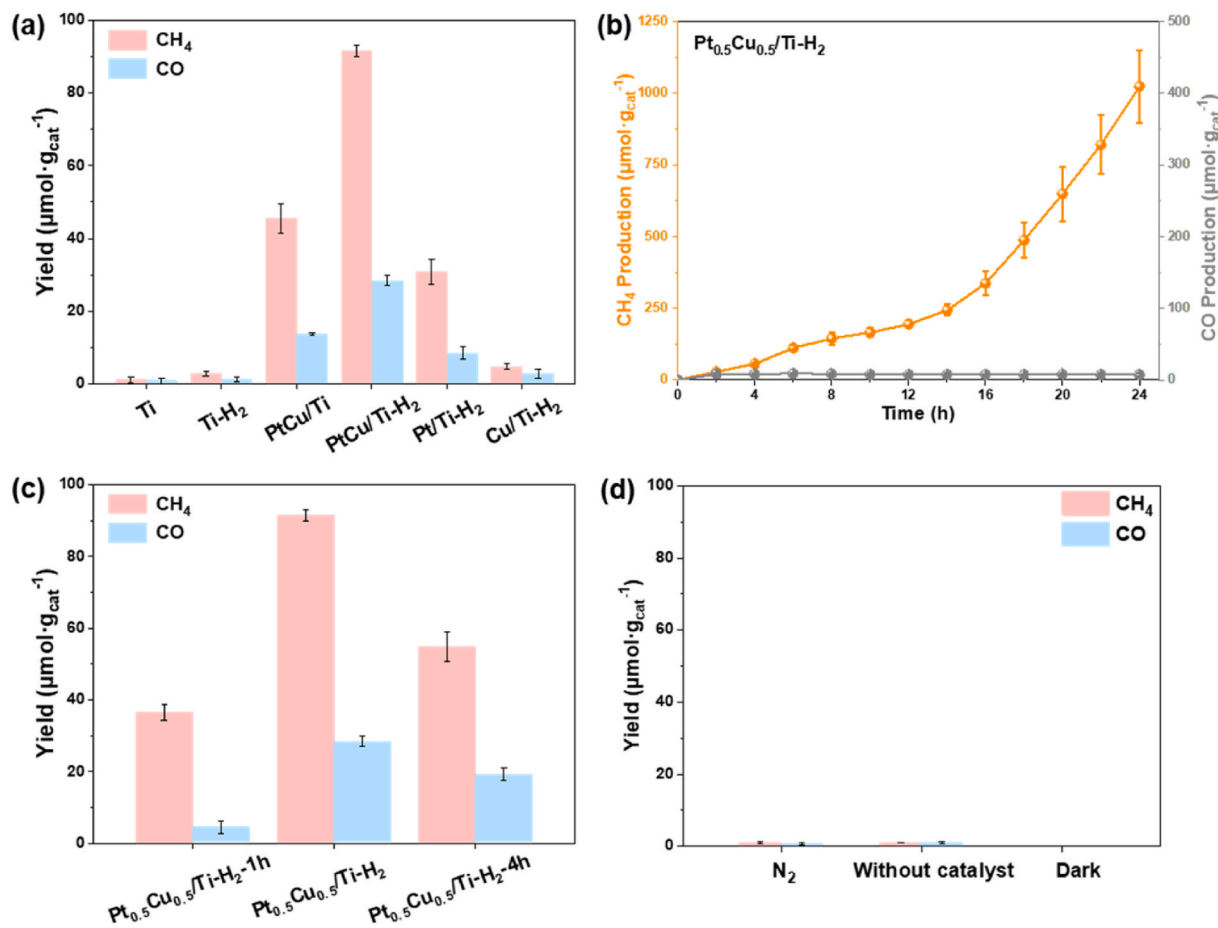 (a)
CH₄
CO
Yield (μmol·g_cat⁻¹)
100
80
60
40
20
0
Ti
Ti-H₂
PtCu/Ti
PtCu/Ti-H₂
Pt/Ti-H₂
Cu/Ti-H₂
(b)
Pt₀.₅Cu₀.₅/Ti-H₂
CH₄ Production (μmol·g_cat⁻¹)
1250
1000
750
500
250
0
CO Production (μmol·g_cat⁻¹)
500
400
300
200
100
0
0 4 8 12 16 20 24
Time (h)
(c)
CH₄
CO
Yield (μmol·g_cat⁻¹)
100
80
60
40
20
0
Pt₀.₅Cu₀.₅/Ti-H₂-1h
Pt₀.₅Cu₀.₅/Ti-H₂
Pt₀.₅Cu₀.₅/Ti-H₂-4h
(d)
CH₄
CO
Yield (μmol·g_cat⁻¹)
100
80
60
40
20
0
N₂
Without catalyst
Dark